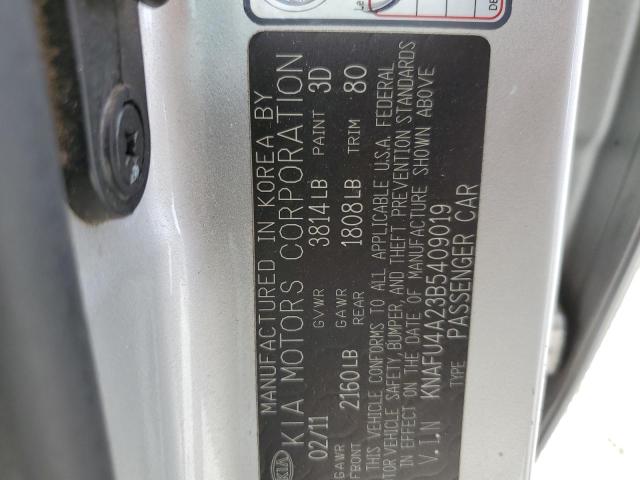 MANUFACTURED IN KOREA BY
KIA KIA MOTORS CORPORATION
02/11 GVWR 3814LB PAINT 3D
GAWR FRONT 2160LB GAWR REAR 1808LB TRIM 80
THIS VEHICLE CONFORMS TO ALL APPLICABLE U.S.A. FEDERAL
MOTOR VEHICLE SAFETY, BUMPER, AND THEFT PREVENTION STANDARDS
IN EFFECT ON THE DATE OF MANUFACTURE SHOWN ABOVE
V.I.N KNAFU4A23B5409019
TYPE PASSENGER CAR